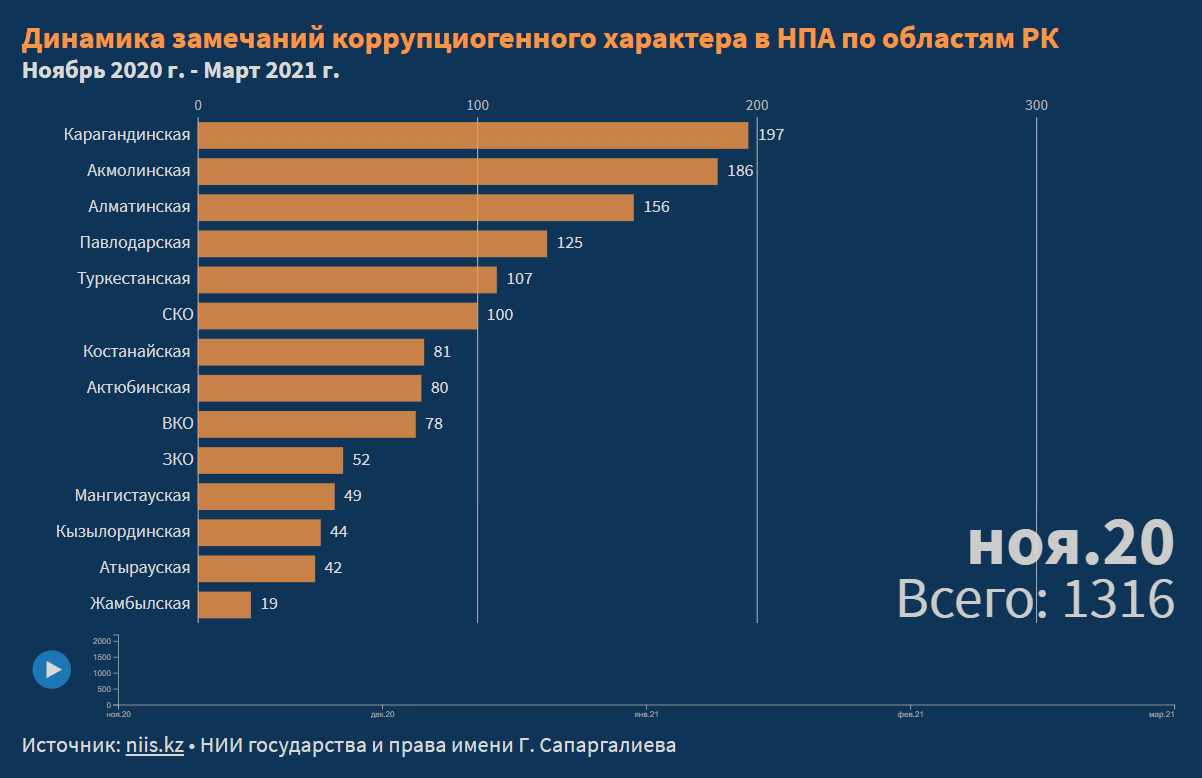 Динамика замечаний коррупциогенного характера в НПА по областям РК
Ноябрь 2020 г. - Март 2021 г.
0 100 200 300
Карагандинская 197
Акмолинская 186
Алматинская 156
Павлодарская 125
Туркестанская 107
СКО 100
Костанайская 81
Актюбинская 80
ВКО 78
ЗКО 52
Мангистауская 49
Кызылординская 44
Атырауская 42
Жамбылская 19
ноя.20
Всего: 1316
2000
1500
1000
500
0
ноя.20 дек.20 янв.21 фев.21 мар.21
Источник: niis.kz • НИИ государства и права имени Г. Сапаргалиева